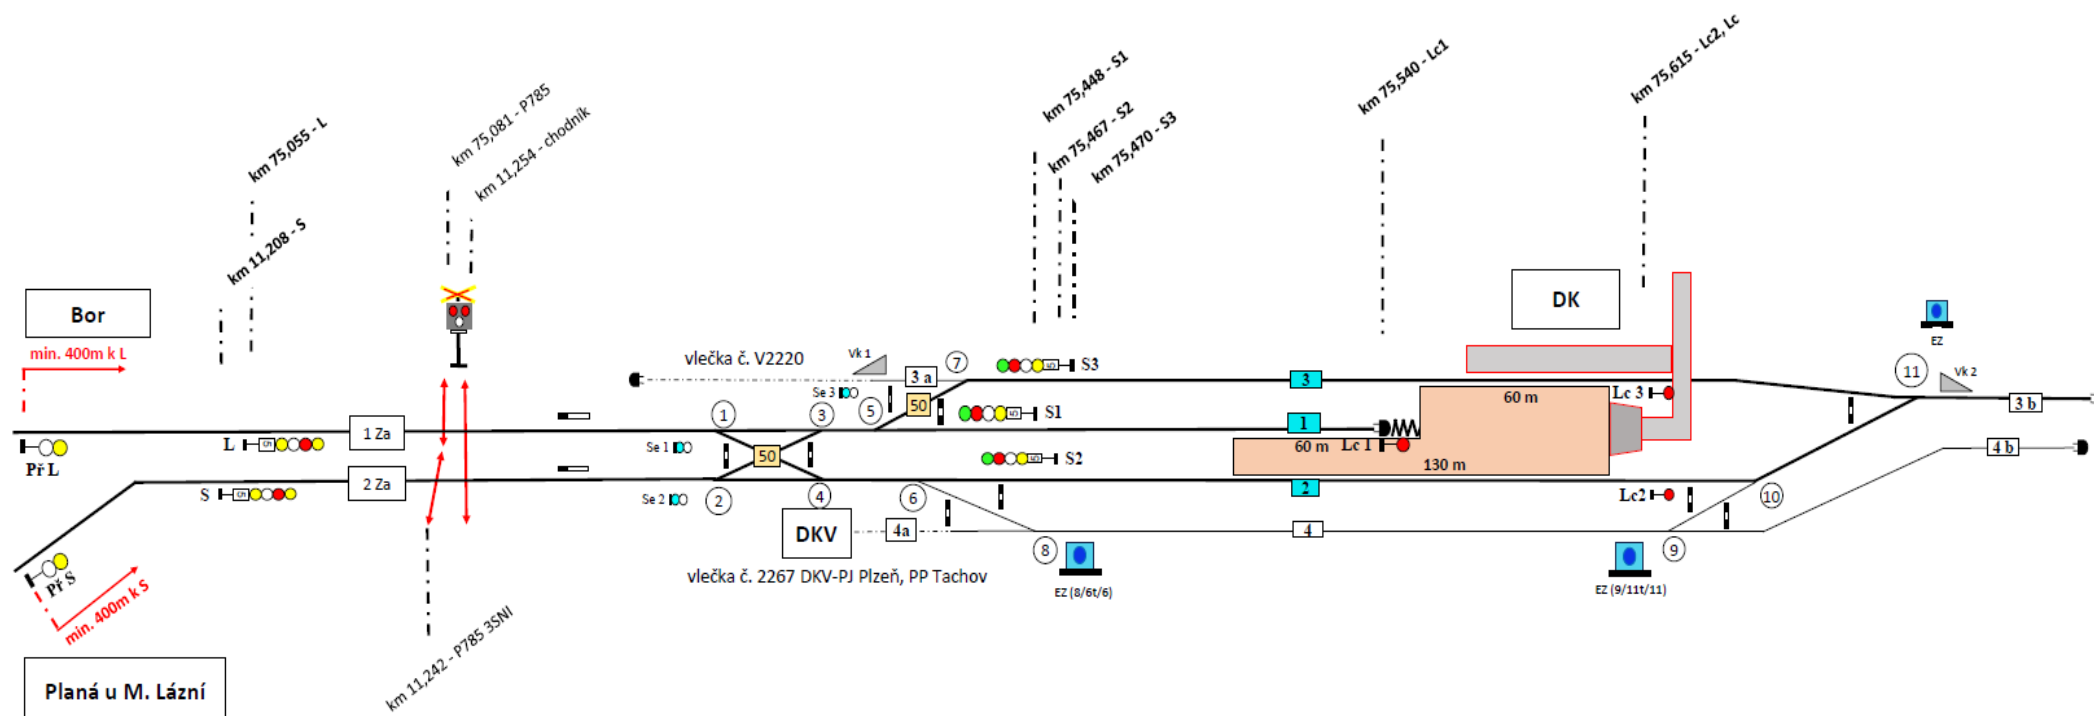 km 75,055 - L
km 11,208 - S
km 75,081 - P785
km 11,254 - chodník
km 75,448 - S1
km 75,467 - S2
km 75,470 - S3
km 75,540 - Lc1
km 75,615 - Lc2, Lc
Bor
min. 400m k L
DK
EZ
vlečka č. V2220
Vk 1
3 a
7
S3
3
60 m
Lc 3
11
Vk 2
3 b
Se 3
50
5
S1
1
1
3
1 Za
L
Př L
Se 1
50
60 m
Lc 1
130 m
4 b
S2
2 Za
S
Se 2
2
4
6
2
Lc2
10
DKV
4a
8
4
9
Př S
min. 400m k S
vlečka č. 2267 DKV-PJ Plzeň, PP Tachov
EZ (8/6t/6)
EZ (9/11t/11)
km 11,242 - P785 3SNI
Planá u M. Lázní